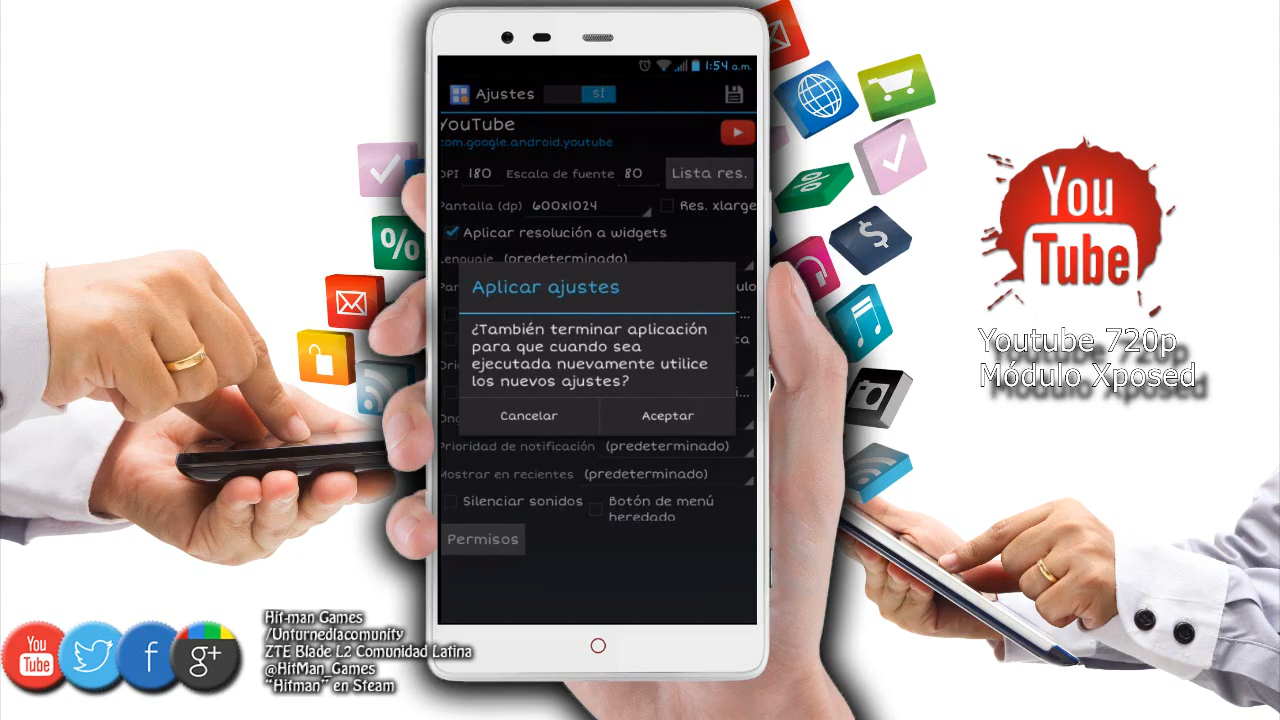 1:54 a.m.
Ajustes
SÍ
YouTube
com.google.android.youtube
DPI 180 Escala de fuente 80 Lista res.
Pantalla (dp) 600x1024 Res. xlarge
Aplicar resolución a widgets
Lenguaje (predeterminado)
Aplicar ajustes
¿También terminar aplicación
para que cuando sea
ejecutada nuevamente utilice
los nuevos ajustes?
Cancelar Aceptar
Prioridad de notificación (predeterminado)
Mostrar en recientes (predeterminado)
Silenciar sonidos
Botón de menú
heredado
Permisos
You
Tube
Youtube 720p
Módulo Xposed
You
Tube
f
g+
Hit-man Games
/Unturnedlacomunity
ZTE Blade L2 Comunidad Latina
@HitMan_Games
"Hitman" en Steam